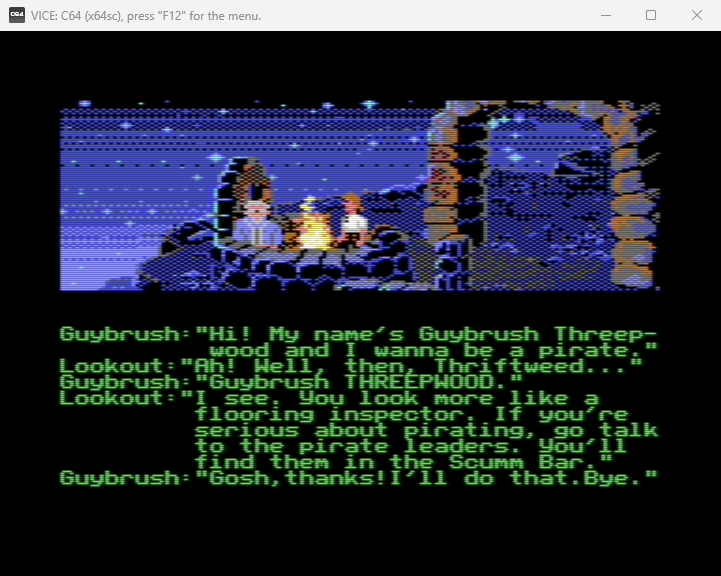 C64
VICE: C64 (x64sc), press "F12" for the menu.
Guybrush:"Hi! My name's Guybrush Threep-
wood and I wanna be a pirate."
Lookout:"Ah! Well, then, Thriftweed..."
Guybrush:"Guybrush THREEPWOOD."
Lookout:"I see. You look more like a
flooring inspector. If you're
serious about pirating, go talk
to the pirate leaders. You'll
find them in the Scumm Bar."
Guybrush:"Gosh,thanks!I'll do that.Bye."